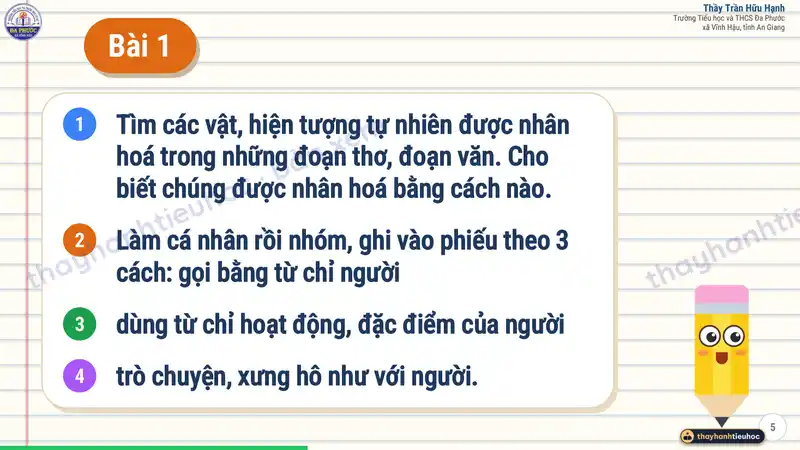 ĐA PHƯỚC
Thầy Trần Hữu Hạnh
Trường Tiểu học và THCS Đa Phước
xã Vĩnh Hậu, tỉnh An Giang
Bài 1
1
Tìm các vật, hiện tượng tự nhiên được nhân
hoá trong những đoạn thơ, đoạn văn. Cho
biết chúng được nhân hoá bằng cách nào.
2
Làm cá nhân rồi nhóm, ghi vào phiếu theo 3
cách: gọi bằng từ chỉ người
3
dùng từ chỉ hoạt động, đặc điểm của người
4
trò chuyện, xưng hô như với người.
5
thayhanhtieuhoc